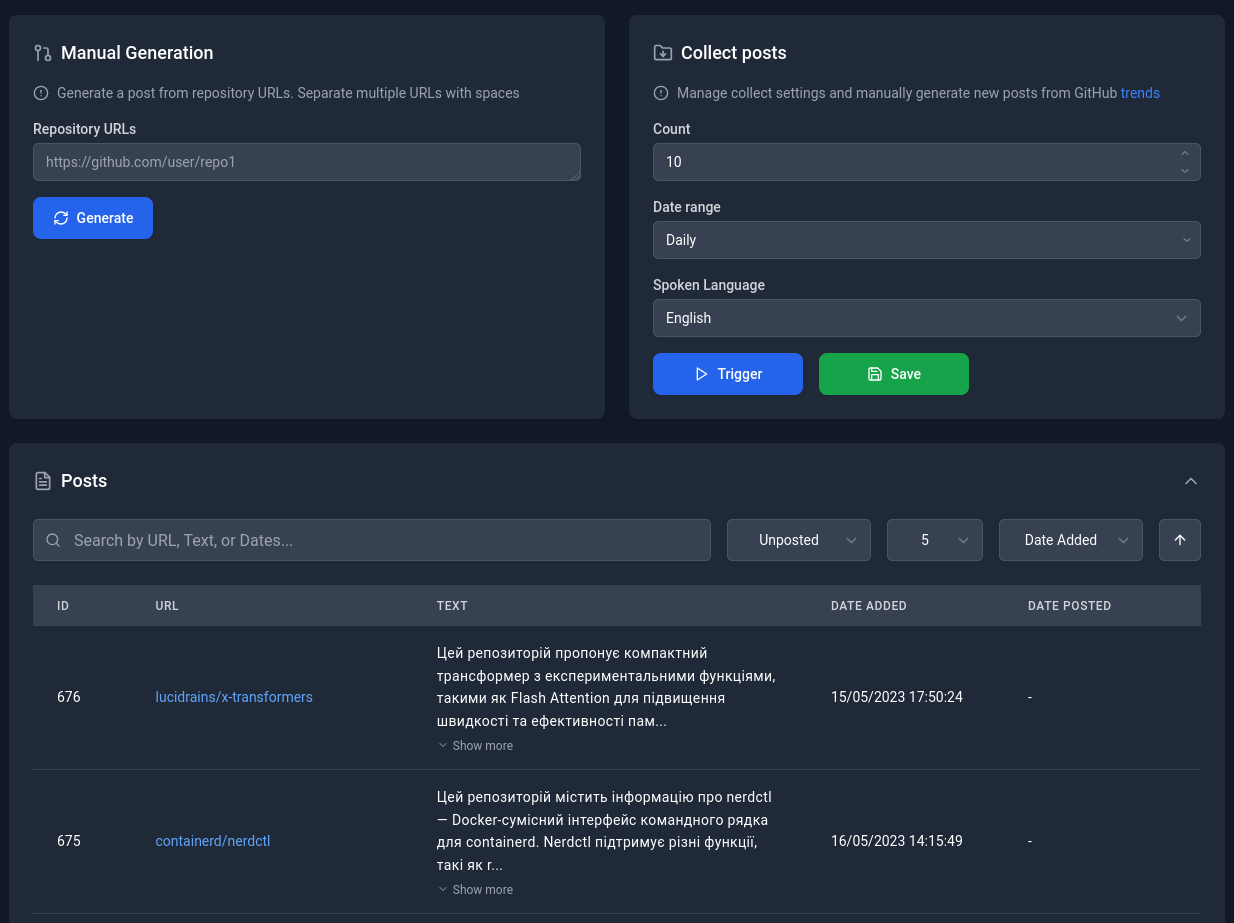 Manual Generation
Generate a post from repository URLs. Separate multiple URLs with spaces
Repository URLs
https://github.com/user/repo1
Generate
Collect posts
Manage collect settings and manually generate new posts from GitHub trends
Count
10
Date range
Daily
Spoken Language
English
Trigger
Save
Posts
Search by URL, Text, or Dates...
Unposted
5
Date Added
ID
URL
TEXT
DATE ADDED
DATE POSTED
676
lucidrains/x-transformers
Цей репозиторій пропонує компактний
трансформер з експериментальними функціями,
такими як Flash Attention для підвищення
швидкості та ефективності пам...
Show more
15/05/2023 17:50:24
-
675
containerd/nerdctl
Цей репозиторій містить інформацію про nerdctl
— Docker-сумісний інтерфейс командного рядка
для containerd. Nerdctl підтримує різні функції,
такі як r...
Show more
16/05/2023 14:15:49
-